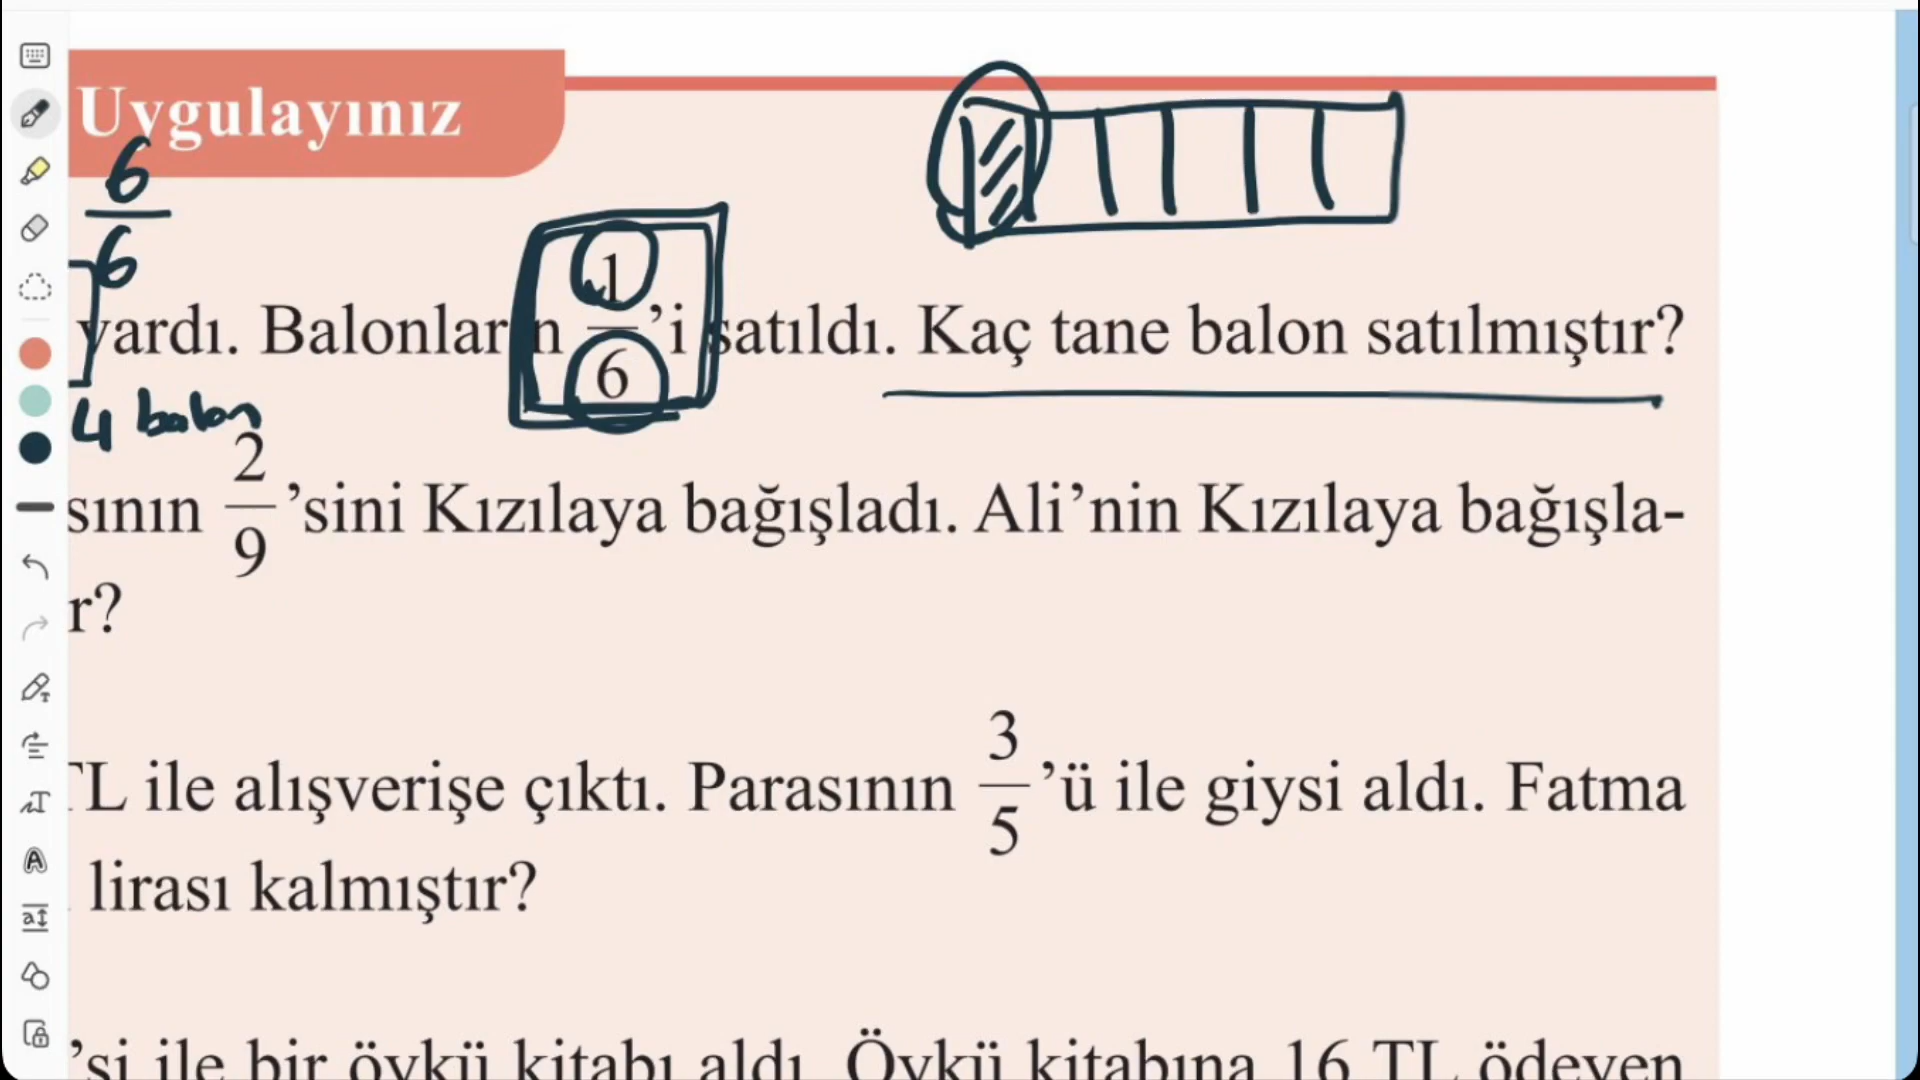 Uygulayınız
6
6
vardı. Balonların 1/6 ’i satıldı. Kaç tane balon satılmıştır?
4 balon
sının 2/9 ’sini Kızılaya bağışladı. Ali’nin Kızılaya bağışla-
r?
TL ile alışverişe çıktı. Parasının 3/5 ’ü ile giysi aldı. Fatma
lirası kalmıştır?
’si ile bir öykü kitabı aldı. Öykü kitabına 16 TL ödeyen